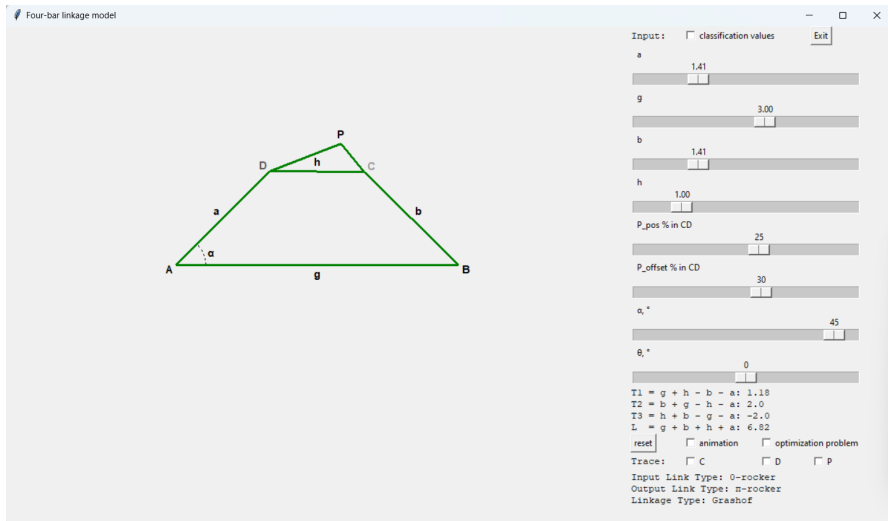 Four-bar linkage model
Input: classification values Exit
a
1.41
g
3.00
b
1.41
h
1.00
P_pos % in CD
25
P_offset % in CD
30
α, °
45
θ, °
0
T1 = g + h - b - a: 1.18
T2 = b + g - h - a: 2.0
T3 = h + b - g - a: -2.0
L = g + b + h + a: 6.82
reset animation optimization problem
Trace: C D P
Input Link Type: 0-rocker
Output Link Type: π-rocker
Linkage Type: Grashof
P
D h C
a b
α
A B
g